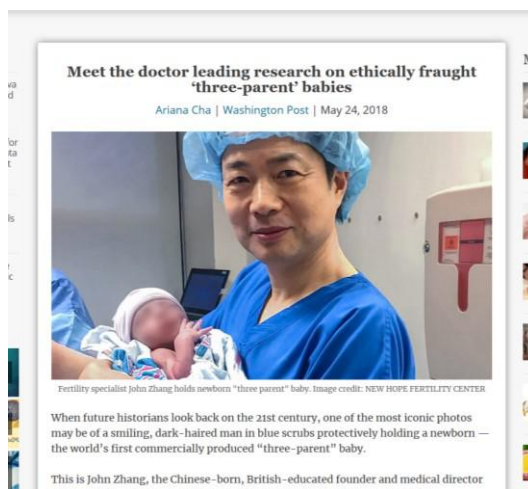 Meet the doctor leading research on ethically fraught
‘three-parent’ babies
Ariana Cha | Washington Post | May 24, 2018
Fertility specialist John Zhang holds newborn "three parent" baby. Image credit: NEW HOPE FERTILITY CENTER
When future historians look back on the 21st century, one of the most iconic photos
may be of a smiling, dark-haired man in blue scrubs protectively holding a newborn —
the world’s first commercially produced “three-parent” baby.
This is John Zhang, the Chinese-born, British-educated founder and medical director